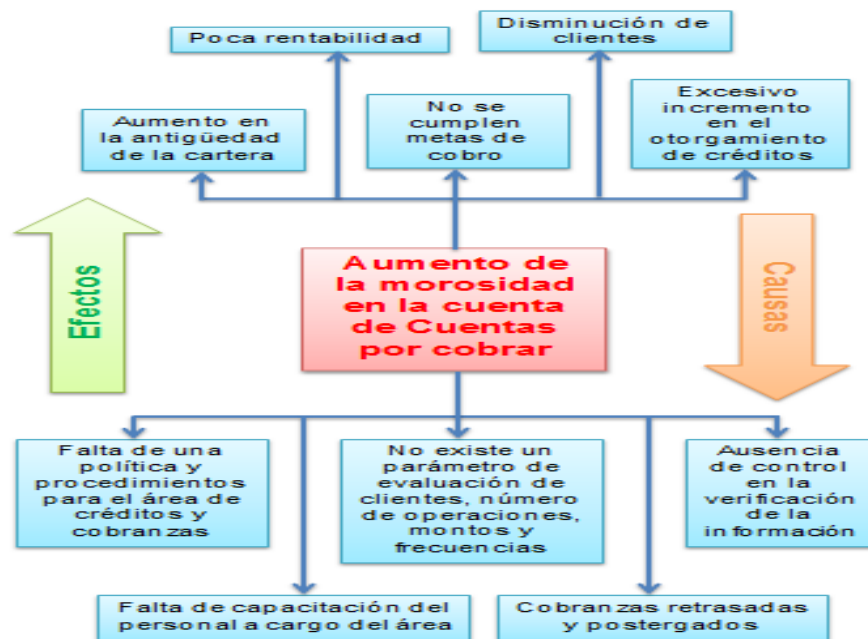 Poca rentabilidad
Disminución de
clientes
Aumento en
la antigüedad
de la cartera
No se
cumplen
metas de
cobro
Excesivo
incremento
en el
otorgamiento
de créditos
Efectos
Aumento de
la morosidad
en la cuenta
de Cuentas
por cobrar
Causas
Falta de una
política y
procedimientos
para el área de
créditos y
cobranzas
No existe un
parámetro de
evaluación de
clientes, número
de operaciones,
montos y
frecuencias
Ausencia
de control
en la
verificación
de la
información
Falta de capacitación del
personal a cargo del área
Cobranzas retrasadas
y postergados